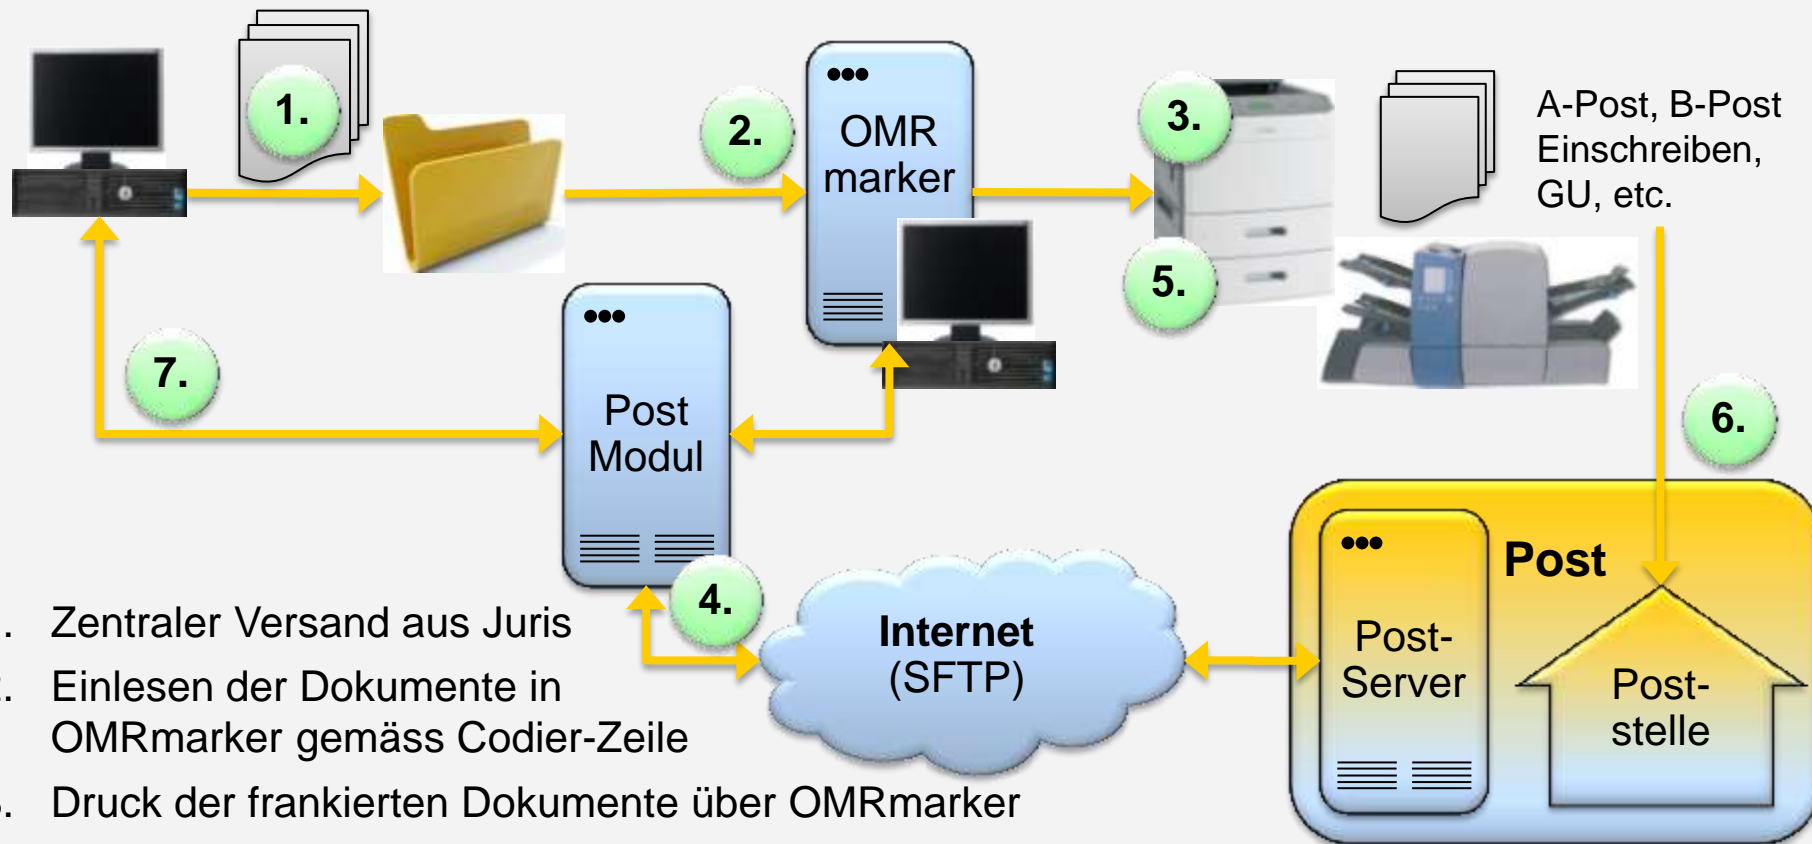 1.
2.
OMR
marker
3.
A-Post, B-Post
Einschreiben,
GU, etc.
5.
7.
Post
Modul
6.
4.
Internet
(SFTP)
Post
Post-
Server
Post-
stelle
. Zentraler Versand aus Juris
. Einlesen der Dokumente in
OMRmarker gemäss Codier-Zeile
. Druck der frankierten Dokumente über OMRmarker